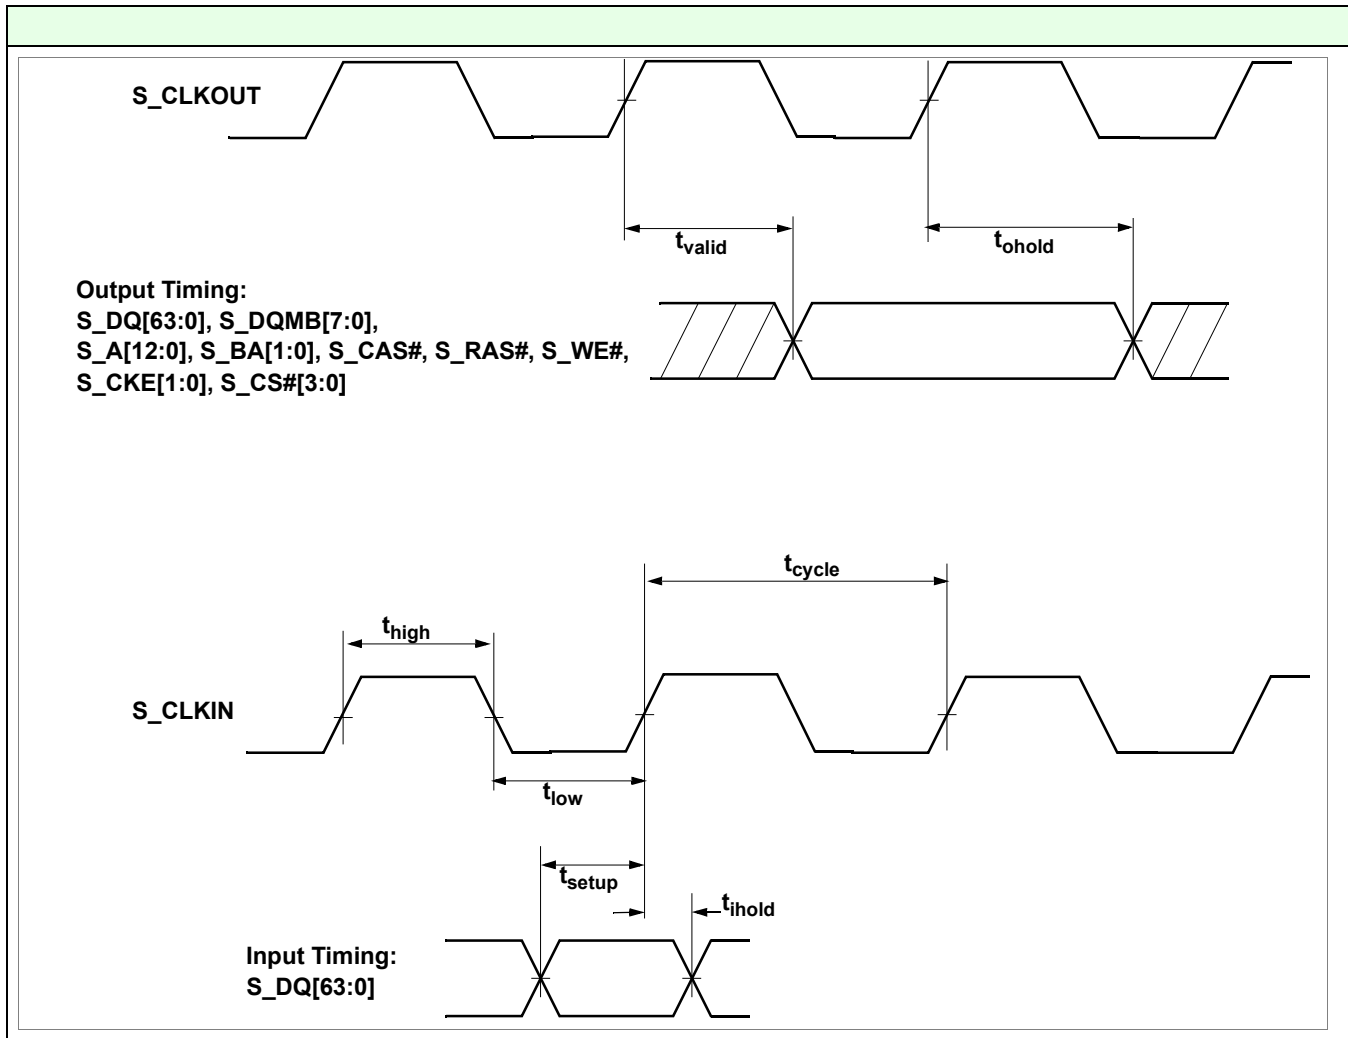 S_CLKOUT
tvalid
tohold
Output Timing:
S_DQ[63:0], S_DQMB[7:0],
S_A[12:0], S_BA[1:0], S_CAS#, S_RAS#, S_WE#,
S_CKE[1:0], S_CS#[3:0]
tcycle
thigh
S_CLKIN
tlow
tsetup
tihold
Input Timing:
S_DQ[63:0]